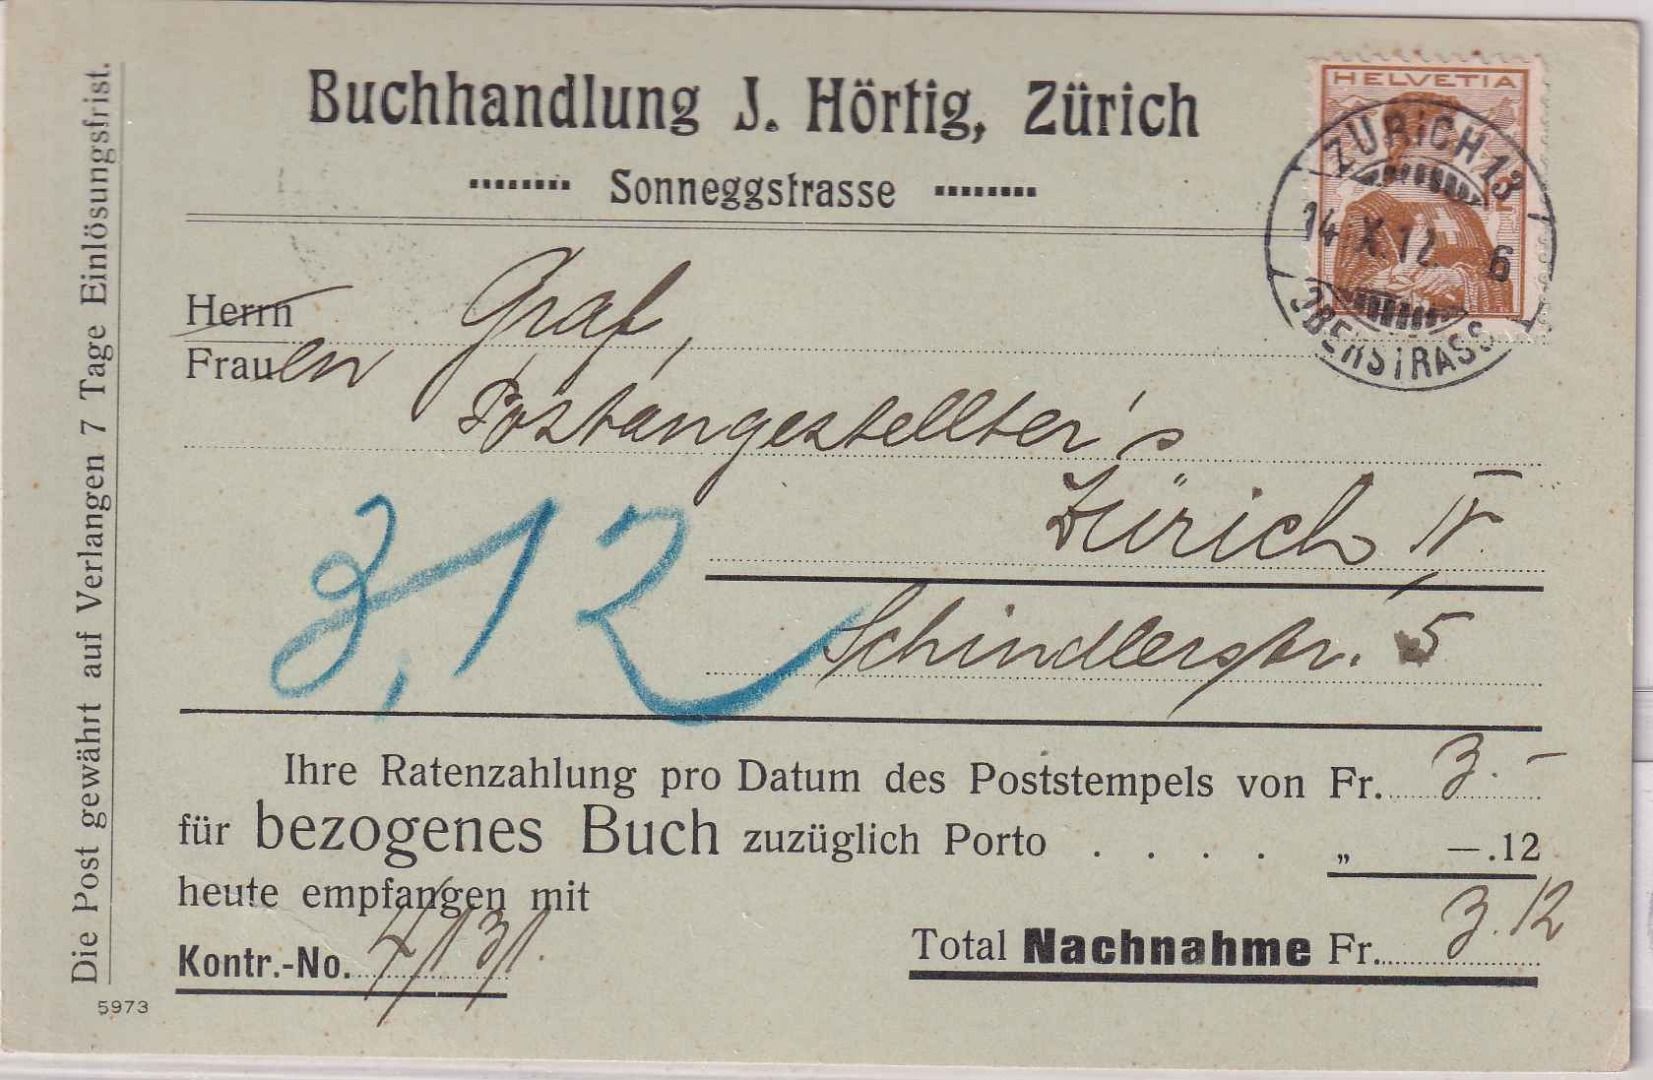 Buchhandlung J. Hörtig, Zürich
Sonneggstrasse
HELVETIA
ZÜRICH 13
14.X.12. 6
OBERSTRASS
Herrn
Frauen Graf,
Postangestellter's
Zürich IV.
Schindlerstr. 5
3,12
Ihre Ratenzahlung pro Datum des Poststempels von Fr. 3.–
für bezogenes Buch zuzüglich Porto . . . . „ —.12
heute empfangen mit
Kontr.-No.
Total Nachnahme Fr. 3.12
Die Post gewährt auf Verlangen 7 Tage Einlösungsfrist.
5973